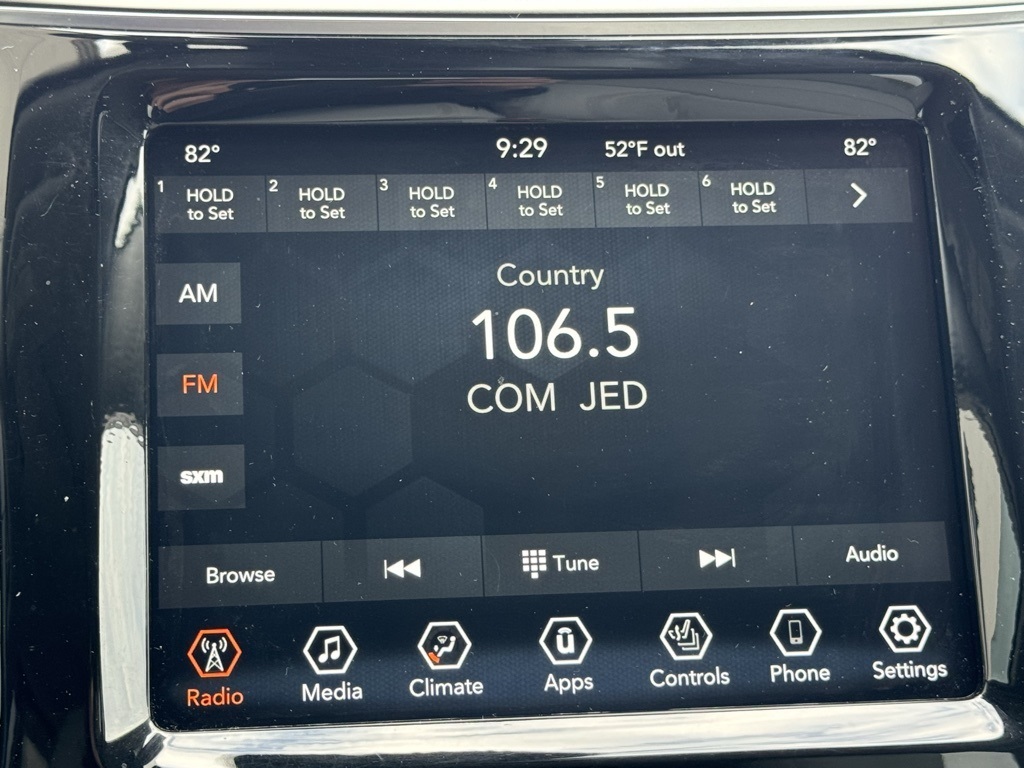 82° 9:29 52°F out 82°
1 HOLD 2 HOLD 3 HOLD 4 HOLD 5 HOLD 6 HOLD
to Set to Set to Set to Set to Set to Set
Country
AM
106.5
FM
COM JED
sxm
Browse Tune Audio
Radio Media Climate Apps Controls Phone Settings